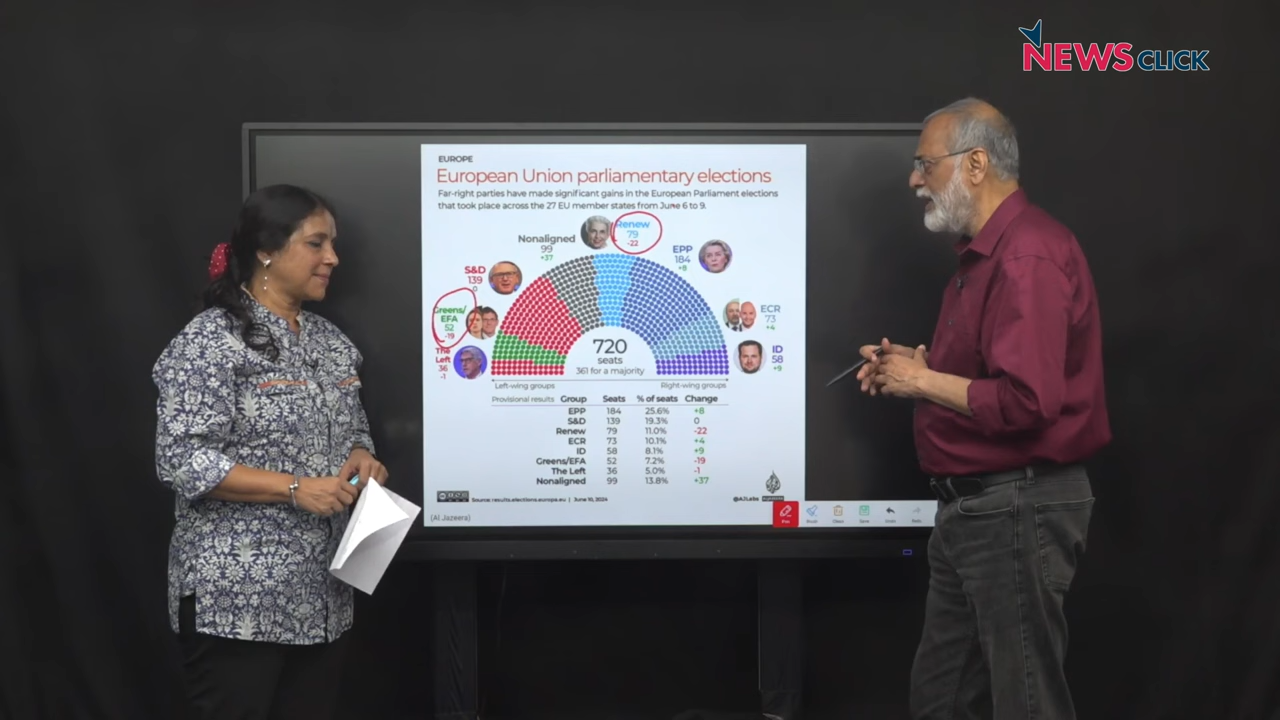 NEWSCLICK
EUROPE
European Union parliamentary elections
Far-right parties have made significant gains in the European Parliament elections
that took place across the 27 EU member states from June 6 to 9.
Renew
79
-22
Nonaligned
99
+37
EPP
184
+8
S&D
139
0
Greens/
EFA
52
-19
ECR
73
+4
The
Left
36
-1
ID
58
+9
720
seats
361 for a majority
Left-wing groups
Right-wing groups
Provisional results Group Seats % of seats Change
EPP 184 25.6% +8
S&D 139 19.3% 0
Renew 79 11.0% -22
ECR 73 10.1% +4
ID 58 8.1% +9
Greens/EFA 52 7.2% -19
The Left 36 5.0% -1
Nonaligned 99 13.8% +37
Source: results.elections.europa.eu | June 10, 2024
@AJLabs
(Al Jazeera)
Pen
Save
Undo